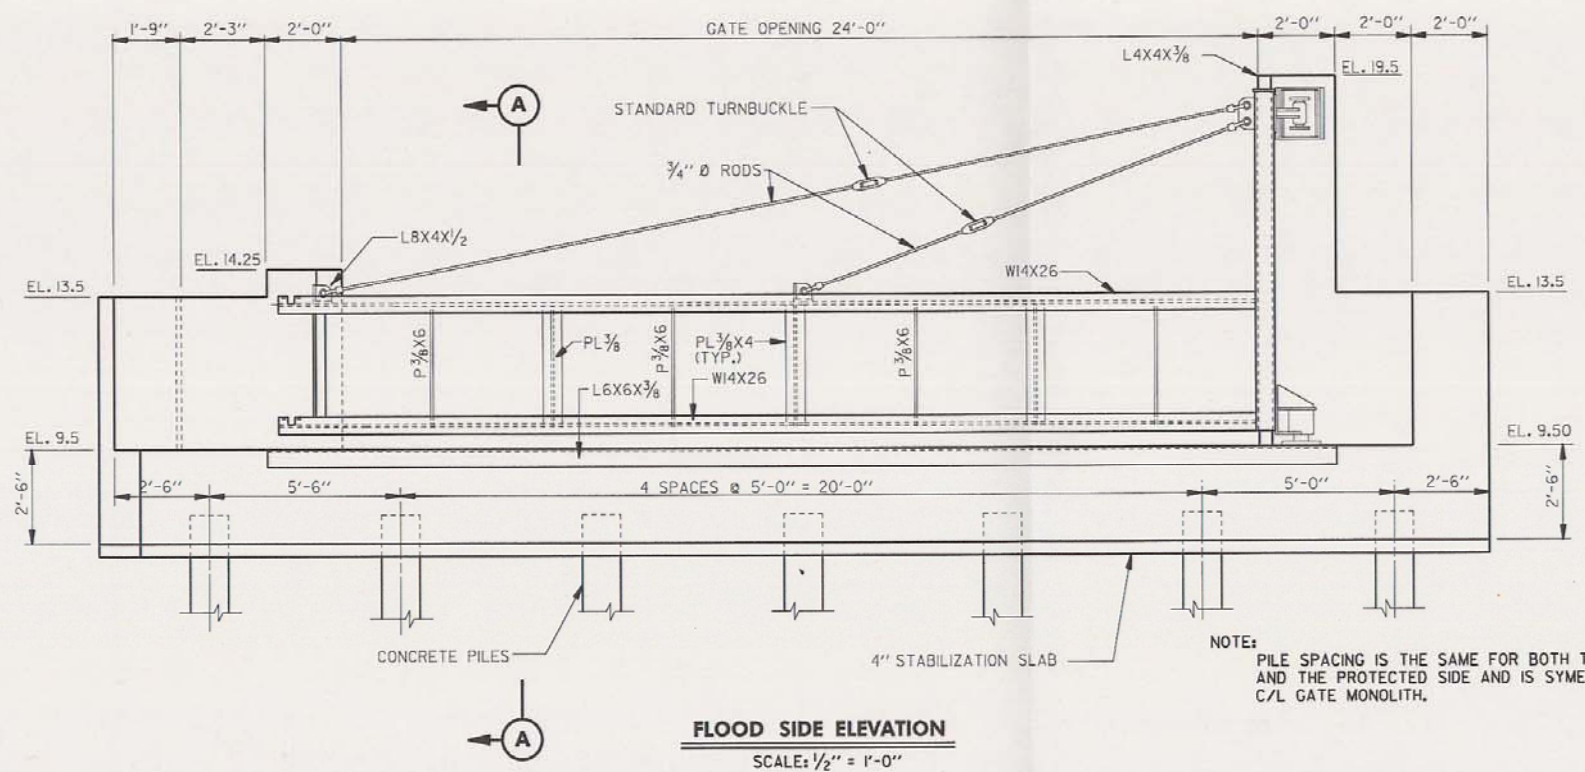 1'-9"
2'-3"
2'-0"
GATE OPENING 24'-0"
2'-0"
2'-0"
2'-0"
L4X4X3/8
EL. 19.5
A
STANDARD TURNBUCKLE
3/4" Ø RODS
L8X4X1/2
EL. 14.25
W14X26
EL. 13.5
EL. 13.5
P 3/8X6
PL 3/8
P 3/8X6
PL 3/8X4
(TYP.)
P 3/8X6
W14X26
L6X6X3/8
EL. 9.5
EL. 9.50
2'-6"
2'-6"
5'-6"
4 SPACES @ 5'-0" = 20'-0"
5'-0"
2'-6"
2'-6"
CONCRETE PILES
4" STABILIZATION SLAB
NOTE:
PILE SPACING IS THE SAME FOR BOTH
AND THE PROTECTED SIDE AND IS
C/L GATE MONOLITH.
A
FLOOD SIDE ELEVATION
SCALE: 1/2" = 1'-0"